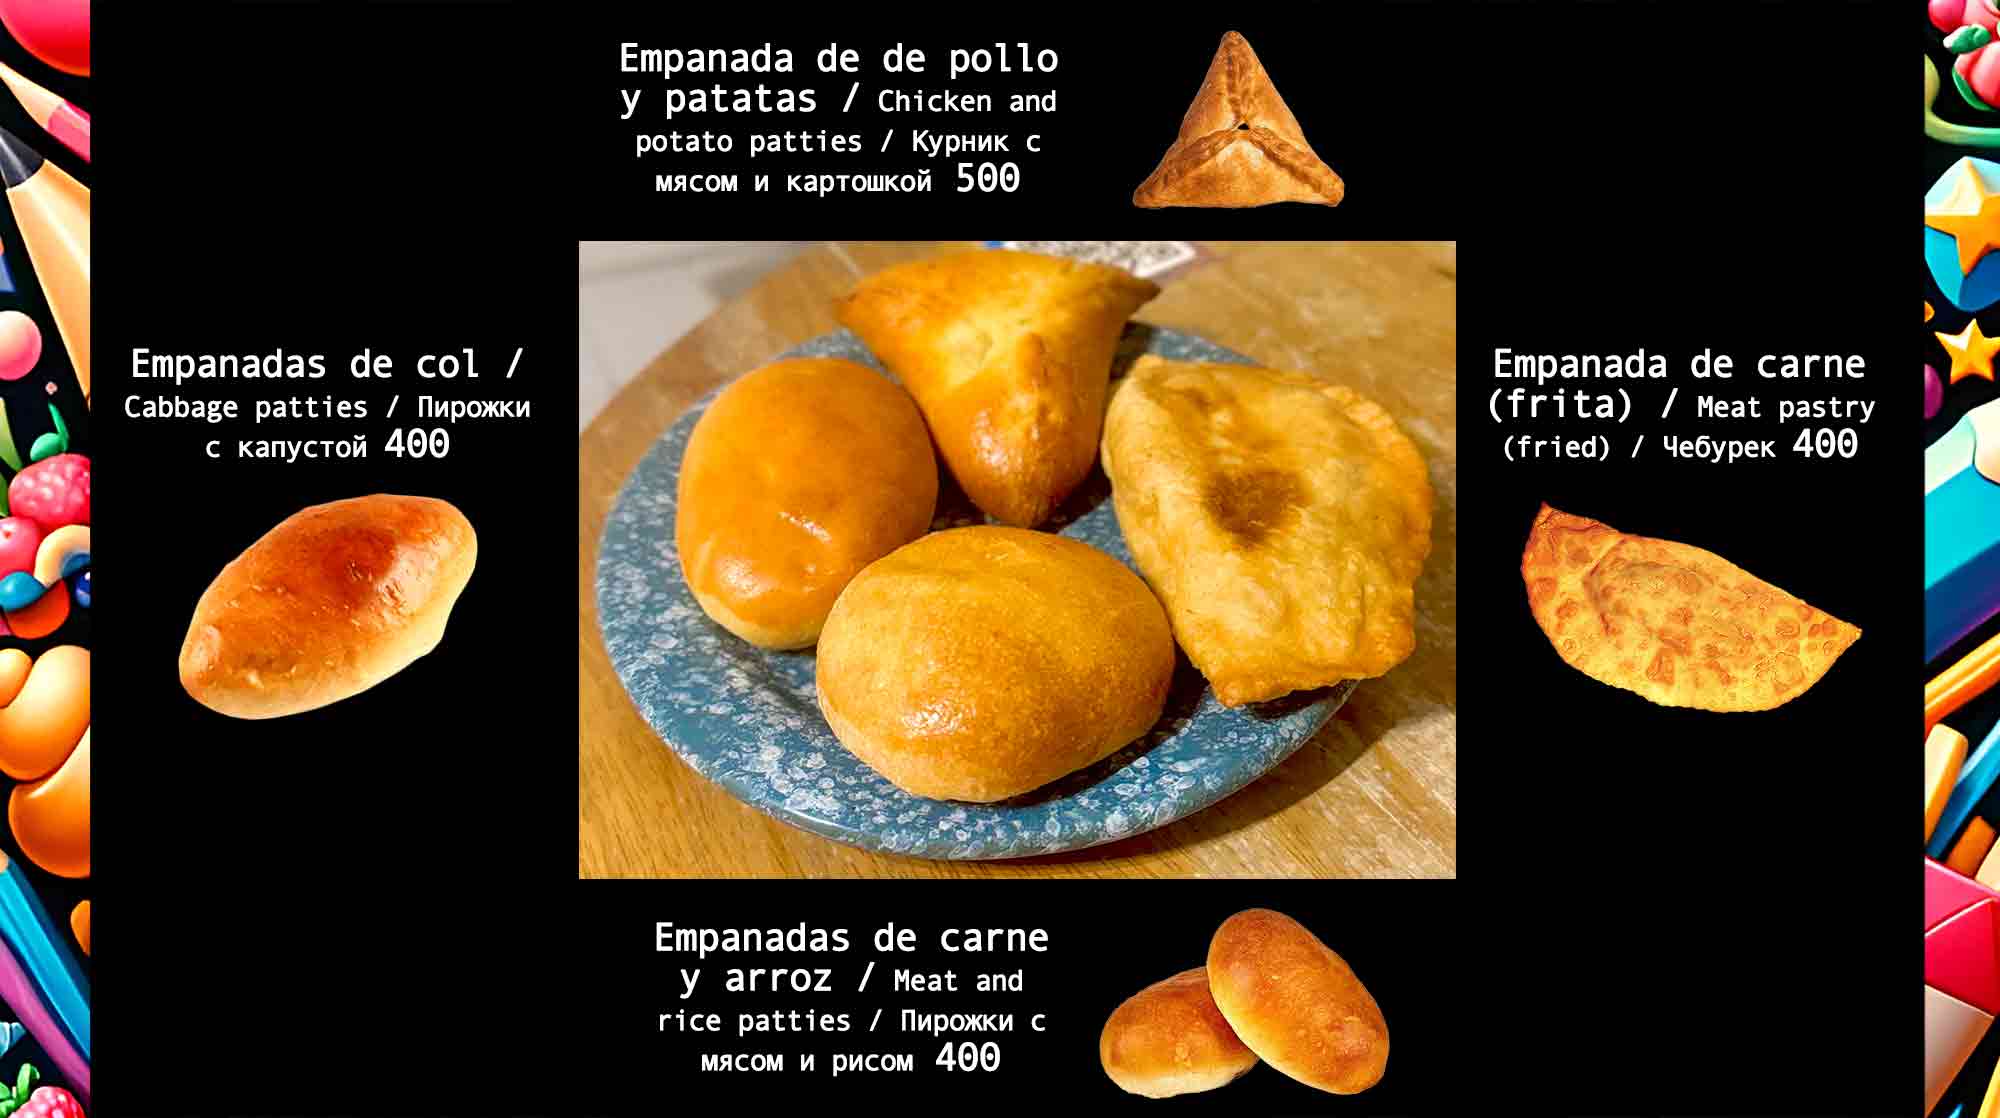 Empanada de de pollo
y patatas / Chicken and
potato patties / Курник с
мясом и картошкой 500
Empanadas de col /
Cabbage patties / Пирожки
с капустой 400
Empanada de carne
(frita) / Meat pastry
(fried) / Чебурек 400
Empanadas de carne
y arroz / Meat and
rice patties / Пирожки с
мясом и рисом 400